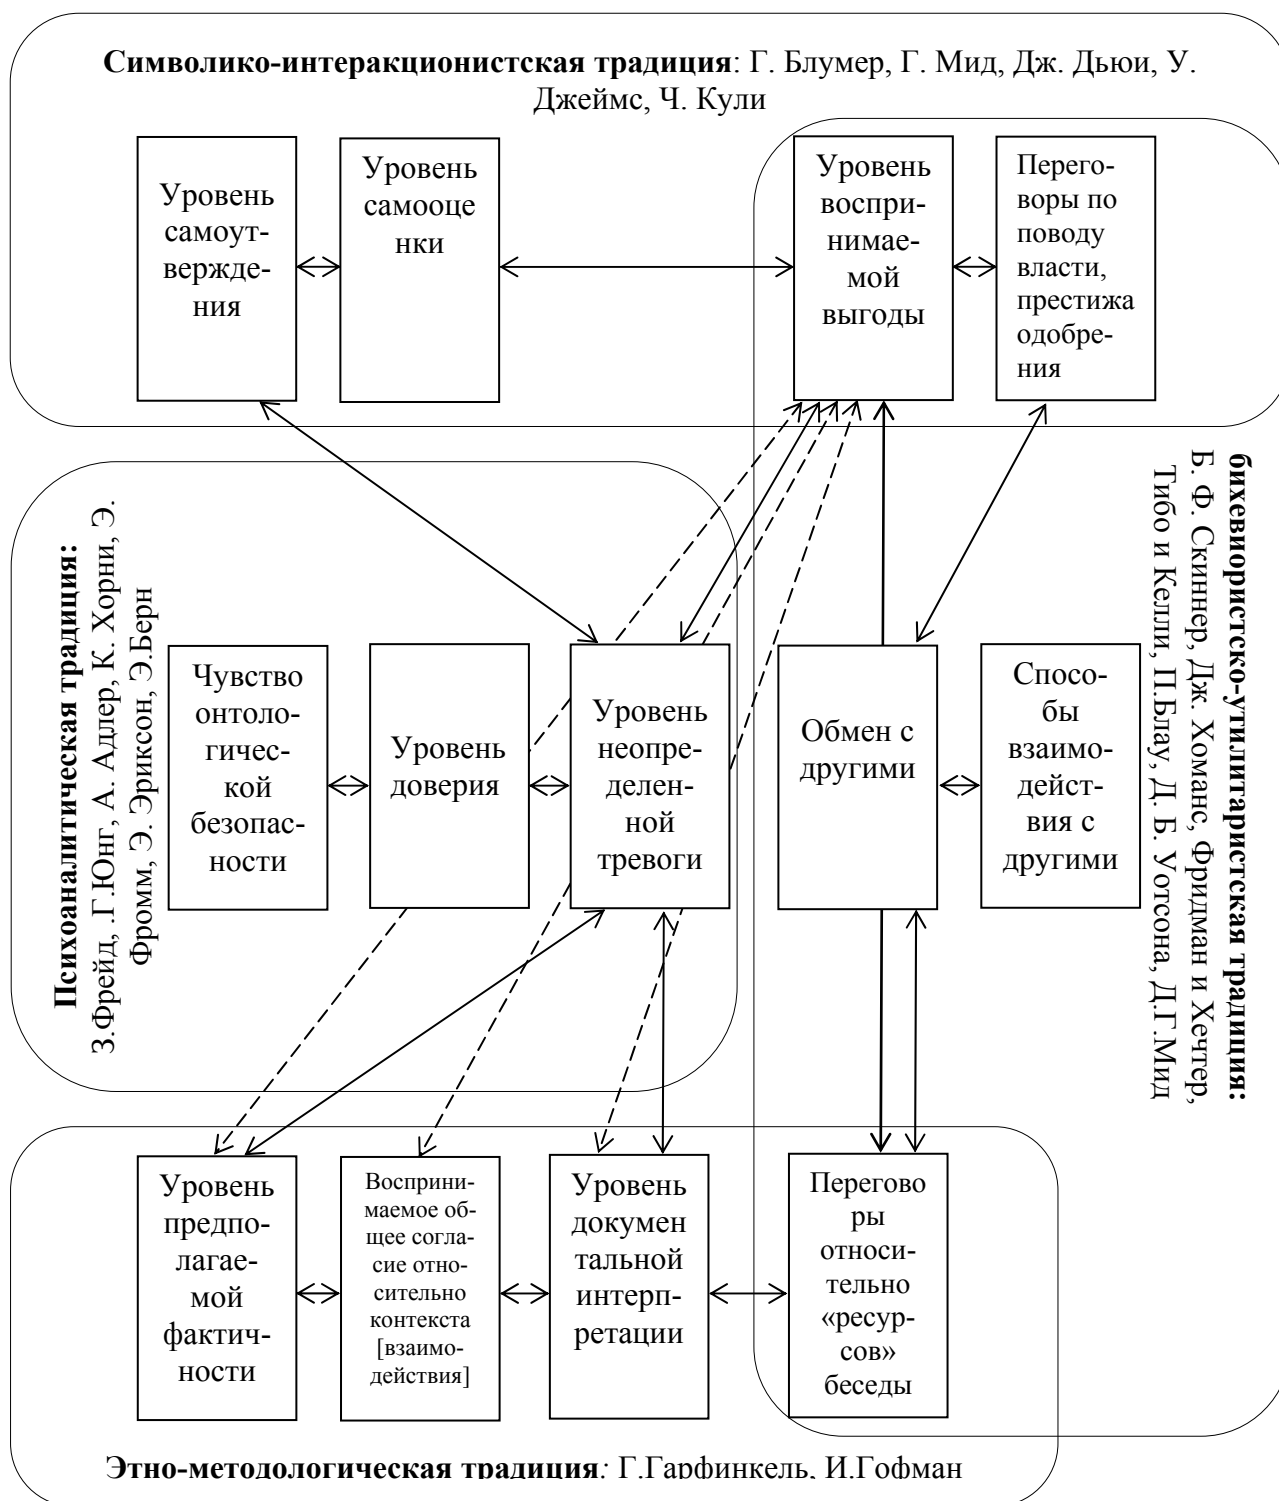 Символико-интеракционистская традиция: Г. Блумер, Г. Мид, Дж. Дьюи, У.
Джеймс, Ч. Кули
Уровень
самоут-
вержде-
ния
Уровень
самооце
нки
Уровень
воспри-
нимае-
мой
выгоды
Перего-
воры по
поводу
власти,
престижа
одобре-
ния
Психоаналитическая традиция:
З.Фрейд, .Г.Юнг, А. Адлер, К. Хорни, Э.
Фромм, Э. Эриксон, Э.Берн
Чувство
онтоло-
гичес-
кой
безопас-
ности
Уровень
доверия
Уровень
неопре-
делен-
ной
тревоги
Обмен с
другими
Спосо-
бы
взаимо-
дейст-
вия с
другими
бихевиористско-утилитаристская традиция:
Б. Ф. Скиннер, Дж. Хоманс, Фридман и Хечтер,
Тибо и Келли, П.Блау, Д. Б. Уотсона, Д.Г.Мид
Уровень
предпо-
лагае-
мой
фактич-
ности
Восприни-
маемое об-
щее согла-
сие отно-
сительно
контекста
[взаимо-
действия]
Уровень
докумен
тальной
интерп-
ретации
Перегово
ры
относи-
тельно
«ресур-
сов»
беседы
Этно-методологическая традиция: Г.Гарфинкель, И.Гофман